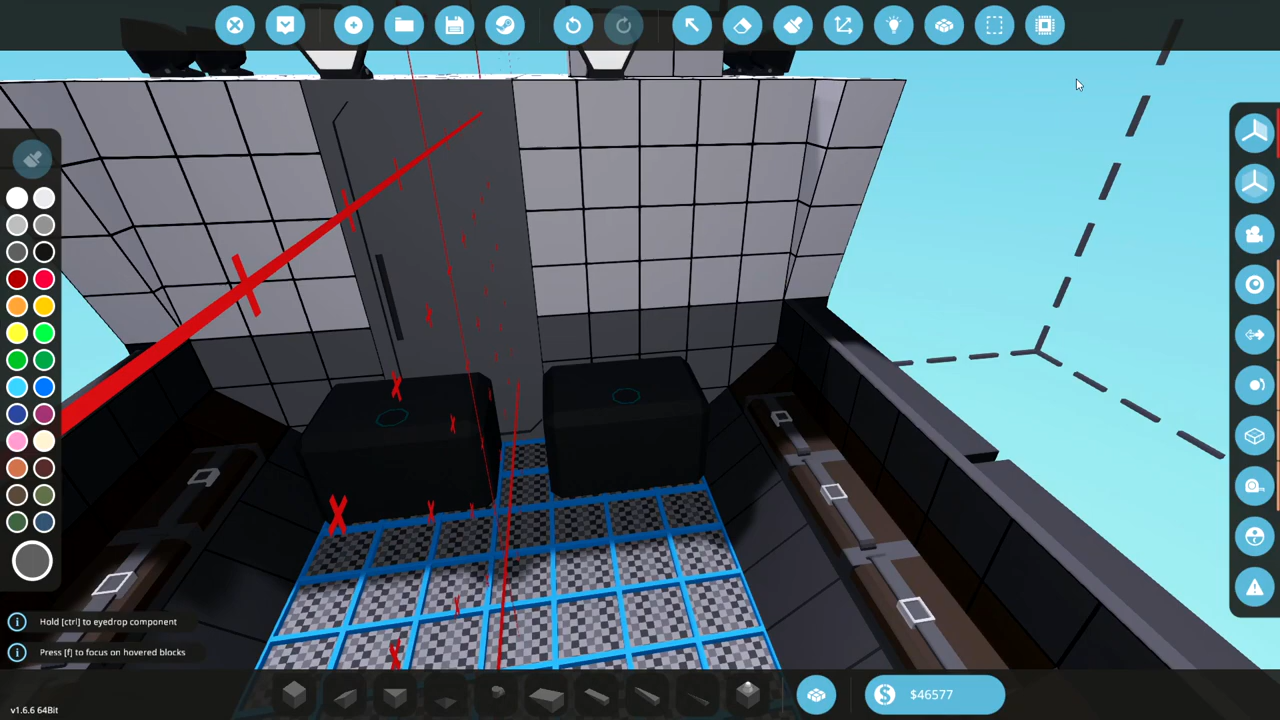 Hold [ctrl] to eyedrop component
Press [f] to focus on hovered blocks
$46577
v1.6.6 64Bit